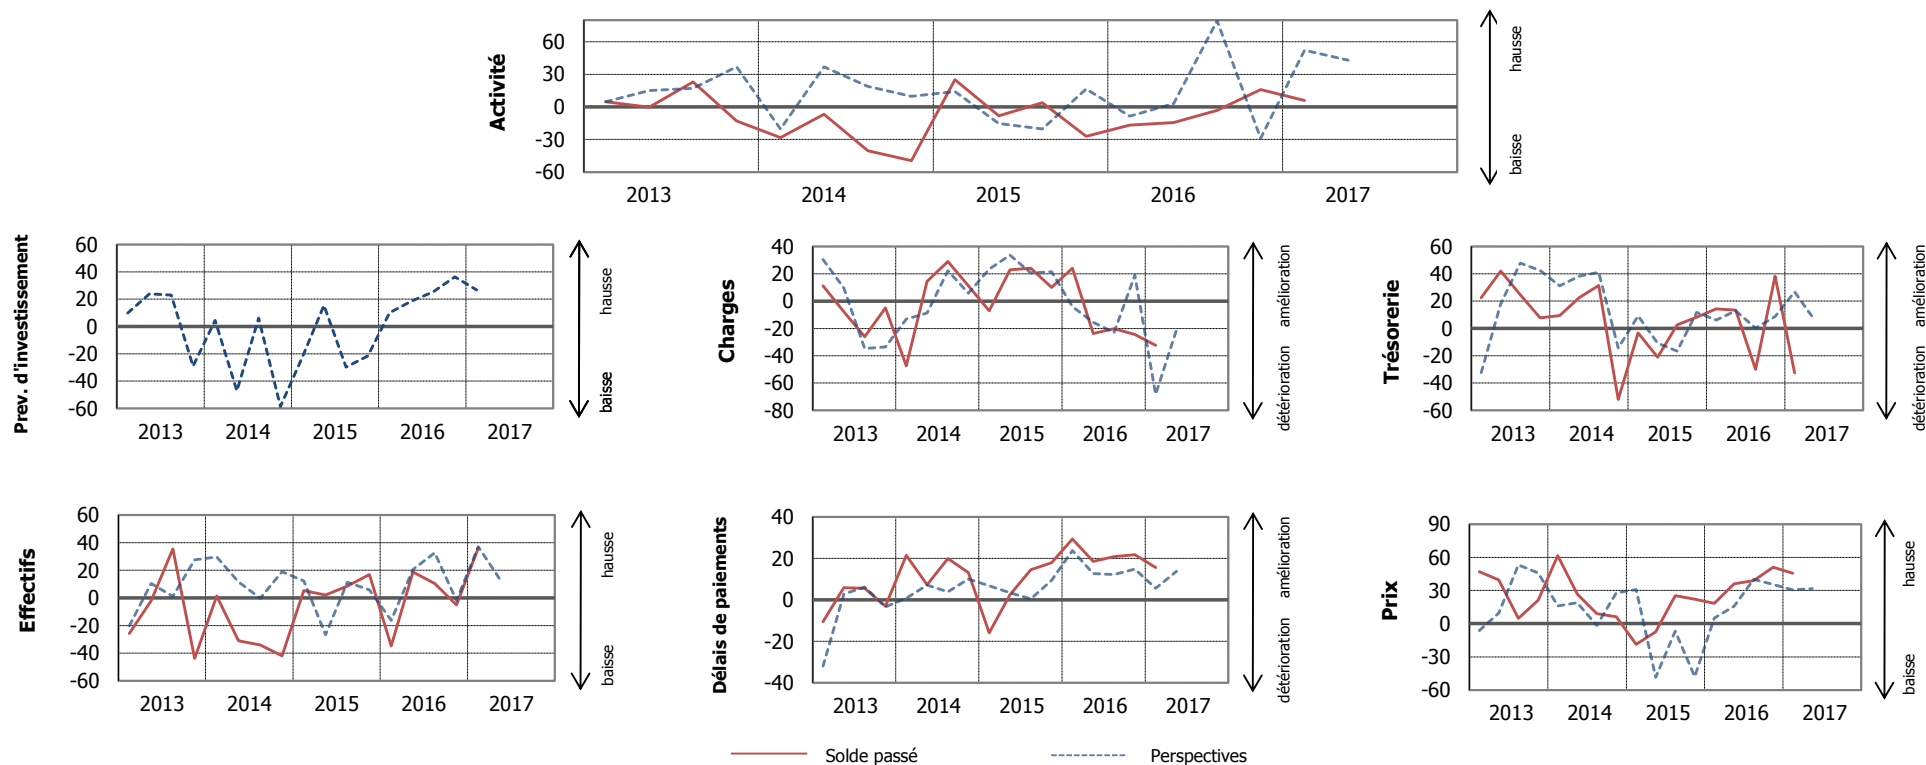 Activité
60
30
0
-30
-60
2013 2014 2015 2016 2017
hausse
baisse
Prev. d'investissement
60
40
20
0
-20
-40
-60
2013 2014 2015 2016 2017
hausse
baisse
Charges
40
20
0
-20
-40
-60
-80
2013 2014 2015 2016 2017
amélioration
détérioration
Trésorerie
60
40
20
0
-20
-40
-60
2013 2014 2015 2016 2017
amélioration
détérioration
Effectifs
60
40
20
0
-20
-40
-60
2013 2014 2015 2016 2017
hausse
baisse
Délais de paiements
40
20
0
-20
-40
2013 2014 2015 2016 2017
amélioration
détérioration
Prix
90
60
30
0
-30
-60
2013 2014 2015 2016 2017
hausse
baisse
Solde passé Perspectives